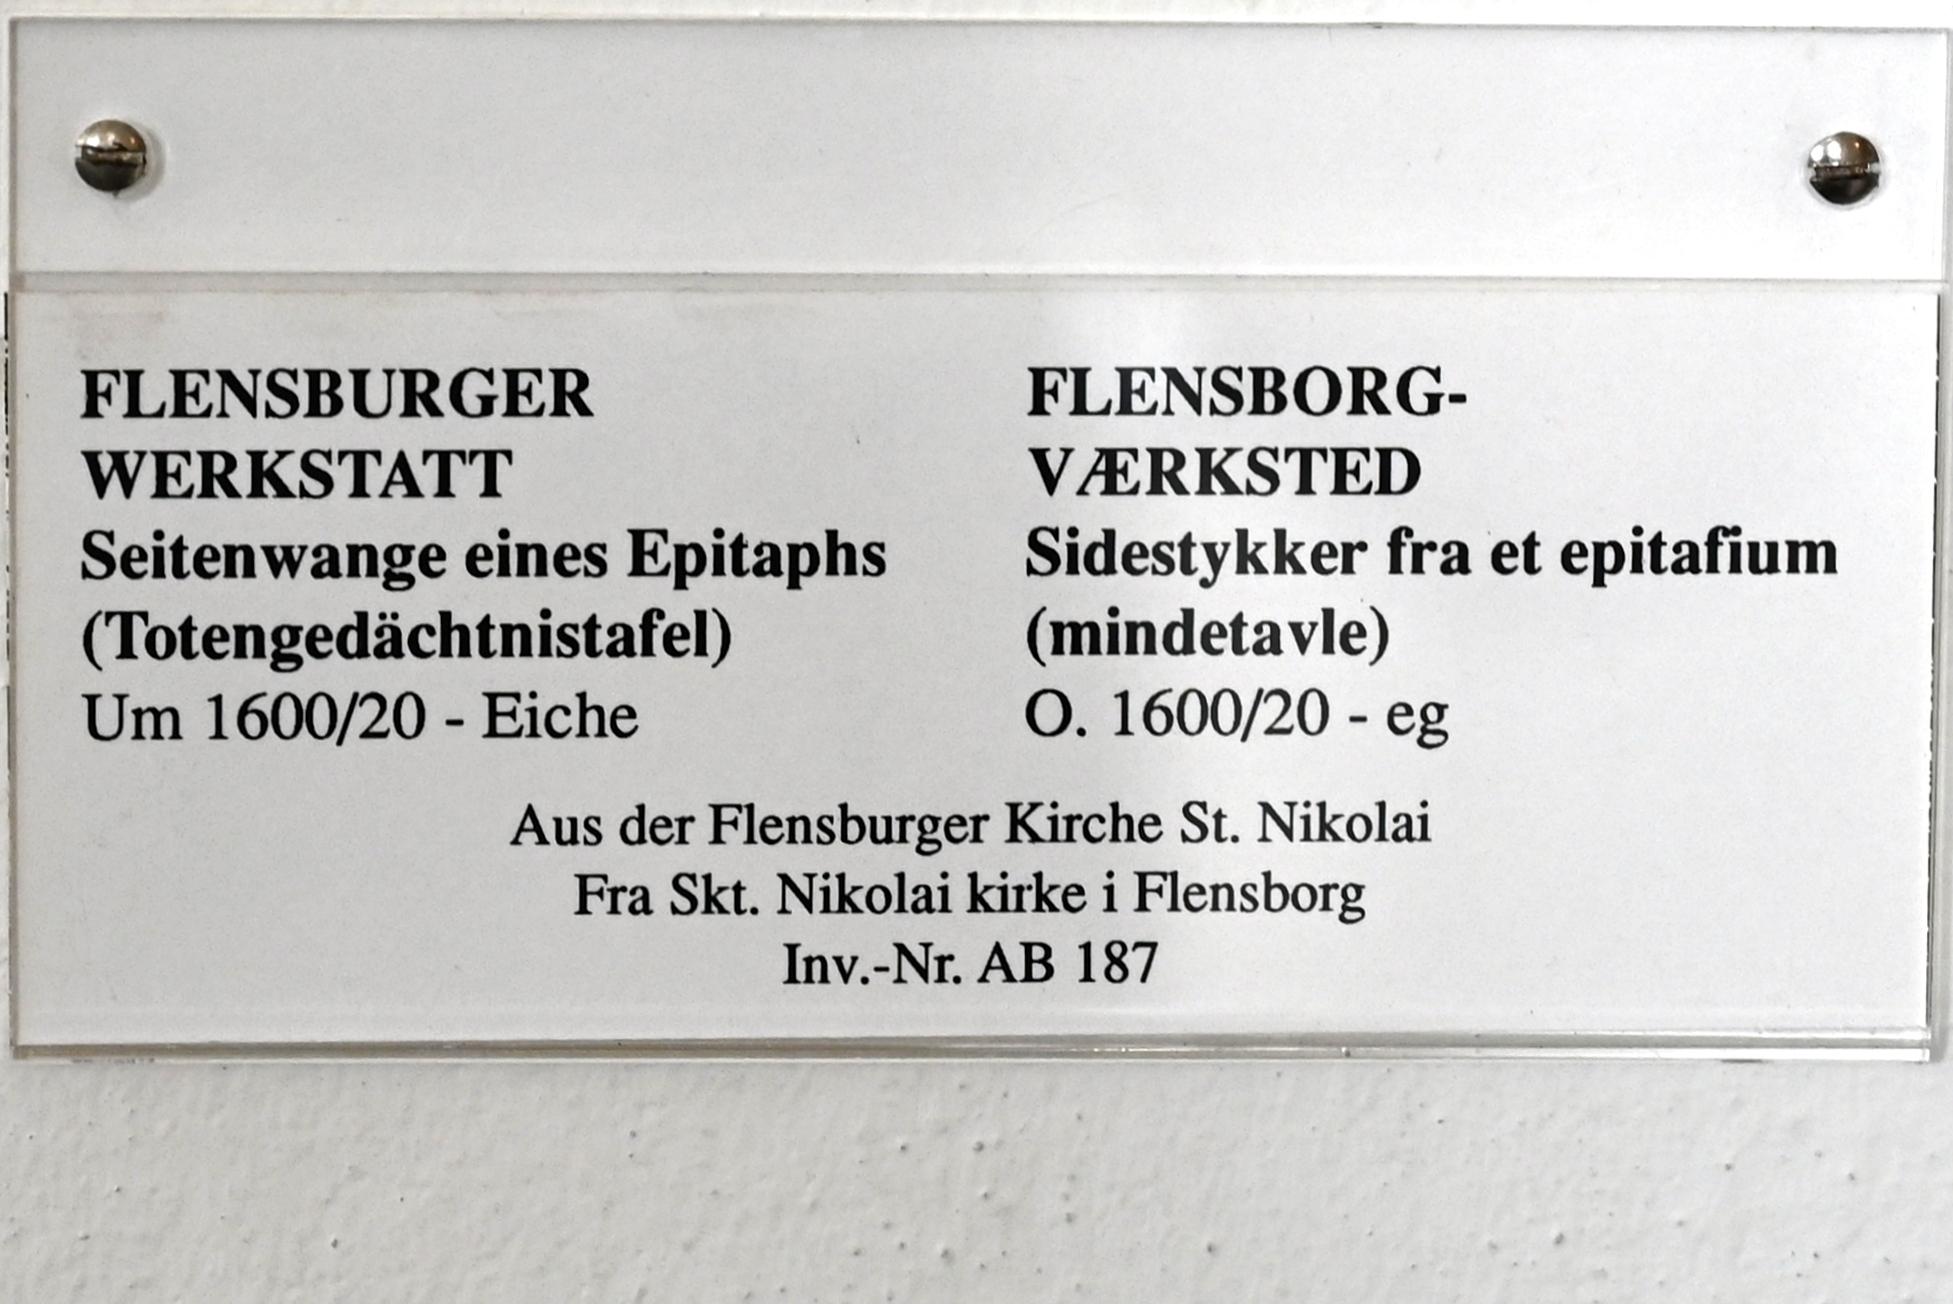 FLENSBURGER
WERKSTATT
Seitenwange eines Epitaphs
(Totengedächtnistafel)
Um 1600/20 - Eiche
FLENSBORG-
VÆRKSTED
Sidestykker fra et epitafium
(mindetavle)
O. 1600/20 - eg
Aus der Flensburger Kirche St. Nikolai
Fra Skt. Nikolai kirke i Flensborg
Inv.-Nr. AB 187